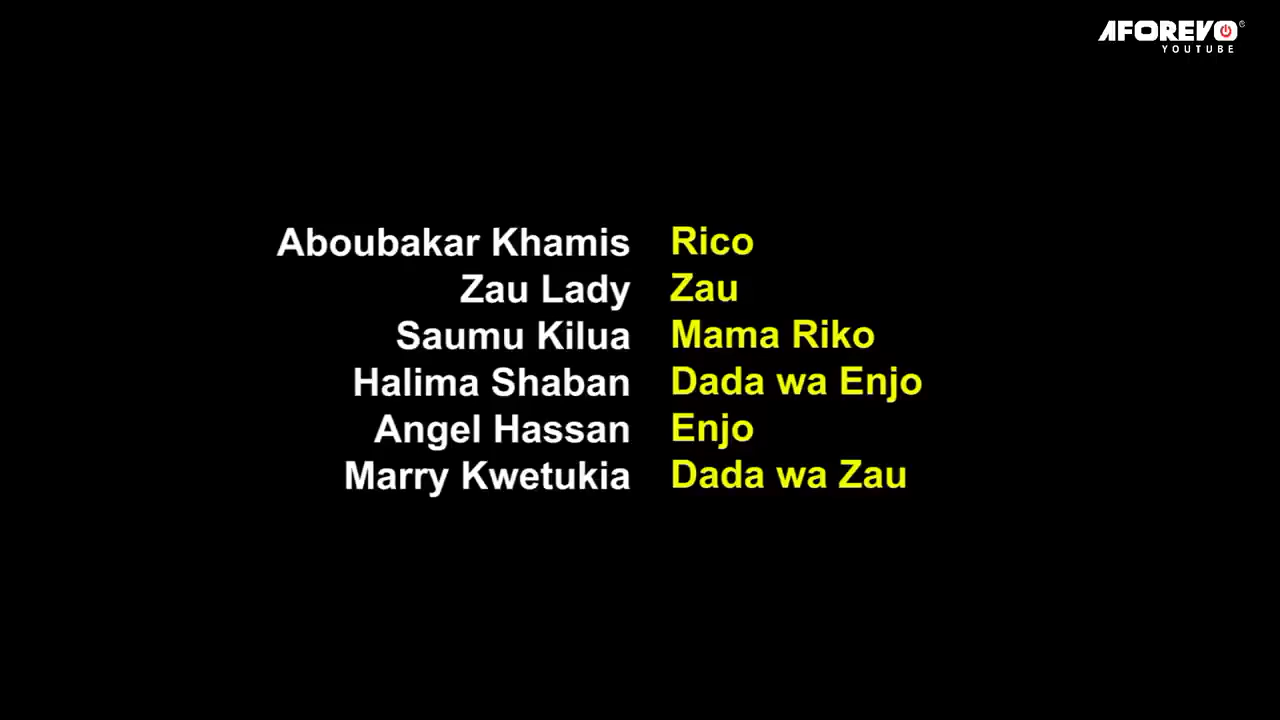 AFOREVO
YOUTUBE
Aboubakar Khamis Rico
Zau Lady Zau
Saumu Kilua Mama Riko
Halima Shaban Dada wa Enjo
Angel Hassan Enjo
Marry Kwetukia Dada wa Zau